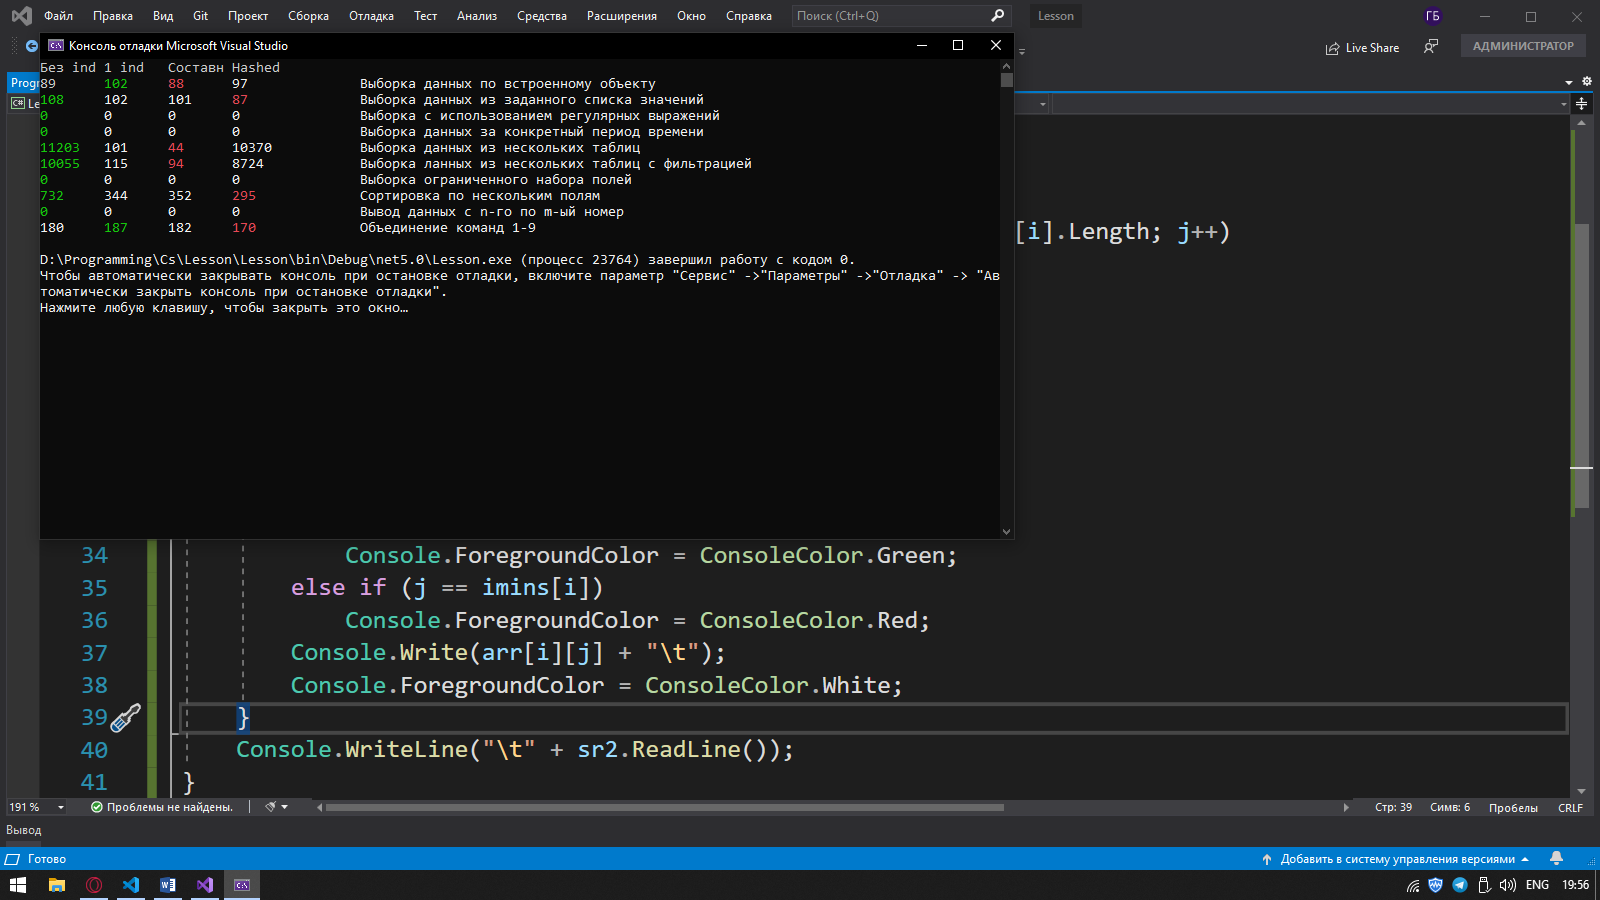 Файл Правка Вид Git Проект Сборка Отладка Тест Анализ Средства Расширения Окно Справка Поиск (Ctrl+Q) Lesson ГБ
Консоль отладки Microsoft Visual Studio
Live Share АДМИНИСТРАТОР
Без ind 1 ind Составн Hashed
89 102 88 97 Выборка данных по встроенному объекту
108 102 101 87 Выборка данных из заданного списка значений
0 0 0 0 Выборка с использованием регулярных выражений
0 0 0 0 Выборка данных за конкретный период времени
11203 101 44 10370 Выборка данных из нескольких таблиц
10055 115 94 8724 Выборка ланных из нескольких таблиц с фильтрацией
0 0 0 0 Выборка ограниченного набора полей
732 344 352 295 Сортировка по нескольким полям
0 0 0 0 Вывод данных с n-го по m-ый номер
180 187 182 170 Объединение команд 1-9
D:\Programming\Cs\Lesson\Lesson\bin\Debug\net5.0\Lesson.exe (процесс 23764) завершил работу с кодом 0.
Чтобы автоматически закрывать консоль при остановке отладки, включите параметр "Сервис" ->"Параметры" ->"Отладка" -> "Ав
томатически закрыть консоль при остановке отладки".
Нажмите любую клавишу, чтобы закрыть это окно…
Progr
C# Le
[i].Length; j++)
34 Console.ForegroundColor = ConsoleColor.Green;
35 else if (j == imins[i])
36 Console.ForegroundColor = ConsoleColor.Red;
37 Console.Write(arr[i][j] + "\t");
38 Console.ForegroundColor = ConsoleColor.White;
39 }
40 Console.WriteLine("\t" + sr2.ReadLine());
41 }
191 % Проблемы не найдены. Стр: 39 Симв: 6 Пробелы CRLF
Вывод
Готово Добавить в систему управления версиями
ENG 19:56